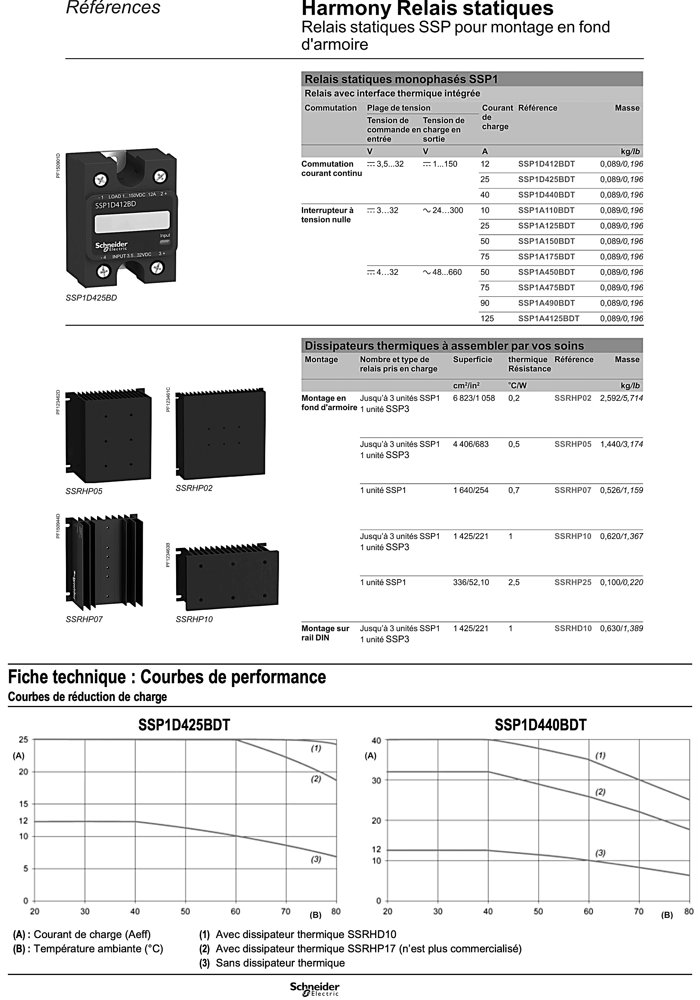 Références
Harmony Relais statiques
Relais statiques SSP pour montage en fond
d'armoire
PF150901D
- 1 LOAD 1...150VDC 12A 2 +
SSP1D412BD
Input
Schneider
Electric
- 4 INPUT 3.5...32VDC 3 +
SSP1D425BD
Relais statiques monophasés SSP1
Relais avec interface thermique intégrée
Commutation Plage de tension Courant de charge Référence Masse
Tension de commande en entrée Tension de charge en sortie
V V A kg/lb
Commutation courant continu ⎓ 3,5...32 ⎓ 1...150 12 SSP1D412BDT 0,089/0,196
25 SSP1D425BDT 0,089/0,196
40 SSP1D440BDT 0,089/0,196
Interrupteur à tension nulle ⎓ 3…32 ∿ 24…300 10 SSP1A110BDT 0,089/0,196
25 SSP1A125BDT 0,089/0,196
50 SSP1A150BDT 0,089/0,196
75 SSP1A175BDT 0,089/0,196
⎓ 4…32 ∿ 48...660 50 SSP1A450BDT 0,089/0,196
75 SSP1A475BDT 0,089/0,196
90 SSP1A490BDT 0,089/0,196
125 SSP1A4125BDT 0,089/0,196
PF123462D
SSRHP05
PF123461C
SSRHP02
PF150944D
SSRHP07
PF123463B
SSRHP10
Dissipateurs thermiques à assembler par vos soins
Montage Nombre et type de relais pris en charge Superficie thermique Résistance Référence Masse
cm²/in² °C/W kg/lb
Montage en fond d'armoire Jusqu’à 3 unités SSP1 6 823/1 058 0,2 SSRHP02 2,592/5,714
1 unité SSP3
Jusqu’à 3 unités SSP1 4 406/683 0,5 SSRHP05 1,440/3,174
1 unité SSP3
1 unité SSP1 1 640/254 0,7 SSRHP07 0,526/1,159
Jusqu’à 3 unités SSP1 1 425/221 1 SSRHP10 0,620/1,367
1 unité SSP3
1 unité SSP1 336/52,10 2,5 SSRHP25 0,100/0,220
Montage sur rail DIN Jusqu’à 3 unités SSP1 1 425/221 1 SSRHD10 0,630/1,389
1 unité SSP3
Fiche technique : Courbes de performance
Courbes de réduction de charge
SSP1D425BDT
25
(A)
20
15
12
10
5
0
(1)
(2)
(3)
20 30 40 50 60 70 (B) 80
SSP1D440BDT
40
(A)
30
20
12
10
0
(1)
(2)
(3)
20 30 40 50 60 70 (B) 80
(A) : Courant de charge (Aeff)
(B) : Température ambiante (°C)
(1) Avec dissipateur thermique SSRHD10
(2) Avec dissipateur thermique SSRHP17 (n’est plus commercialisé)
(3) Sans dissipateur thermique
Schneider
Electric